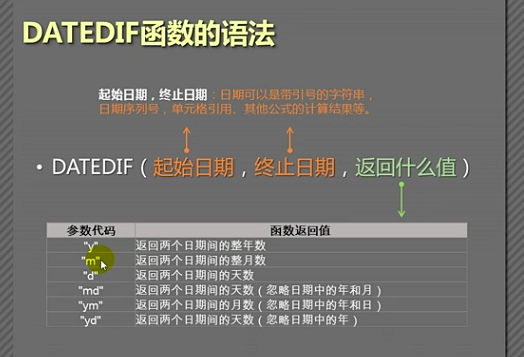 DATEDIF函数的语法
起始日期，终止日期：日期可以是带引号的字符串，
日期序列号，单元格引用、其他公式的计算结果等。
• DATEDIF（起始日期，终止日期，返回什么值）
参数代码 函数返回值
"y" 返回两个日期间的整年数
"m" 返回两个日期间的整月数
"d" 返回两个日期间的天数
"md" 返回两个日期间的天数（忽略日期中的年和月）
"ym" 返回两个日期间的月数（忽略日期中的年和日）
"yd" 返回两个日期间的天数（忽略日期中的年）